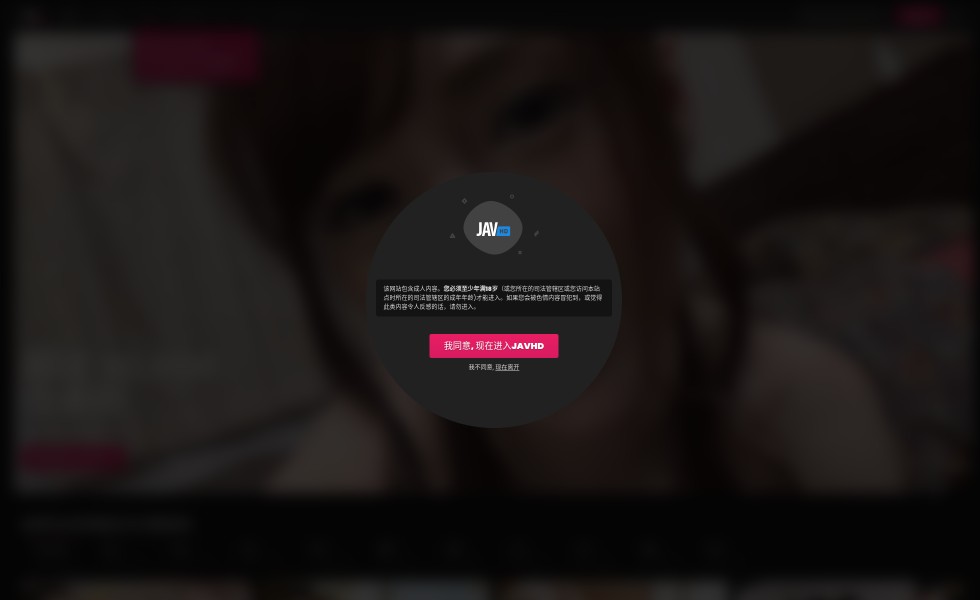 JAV HD
该网站包含成人内容。您必须至少年满18岁（或您所在的司法管辖区或您访问本站
点时所在的司法管辖区的成年年龄)才能进入。如果您会被色情内容冒犯到，或觉得
此类内容令人反感的话，请勿进入。
我同意, 现在进入JAVHD
我不同意, 现在离开